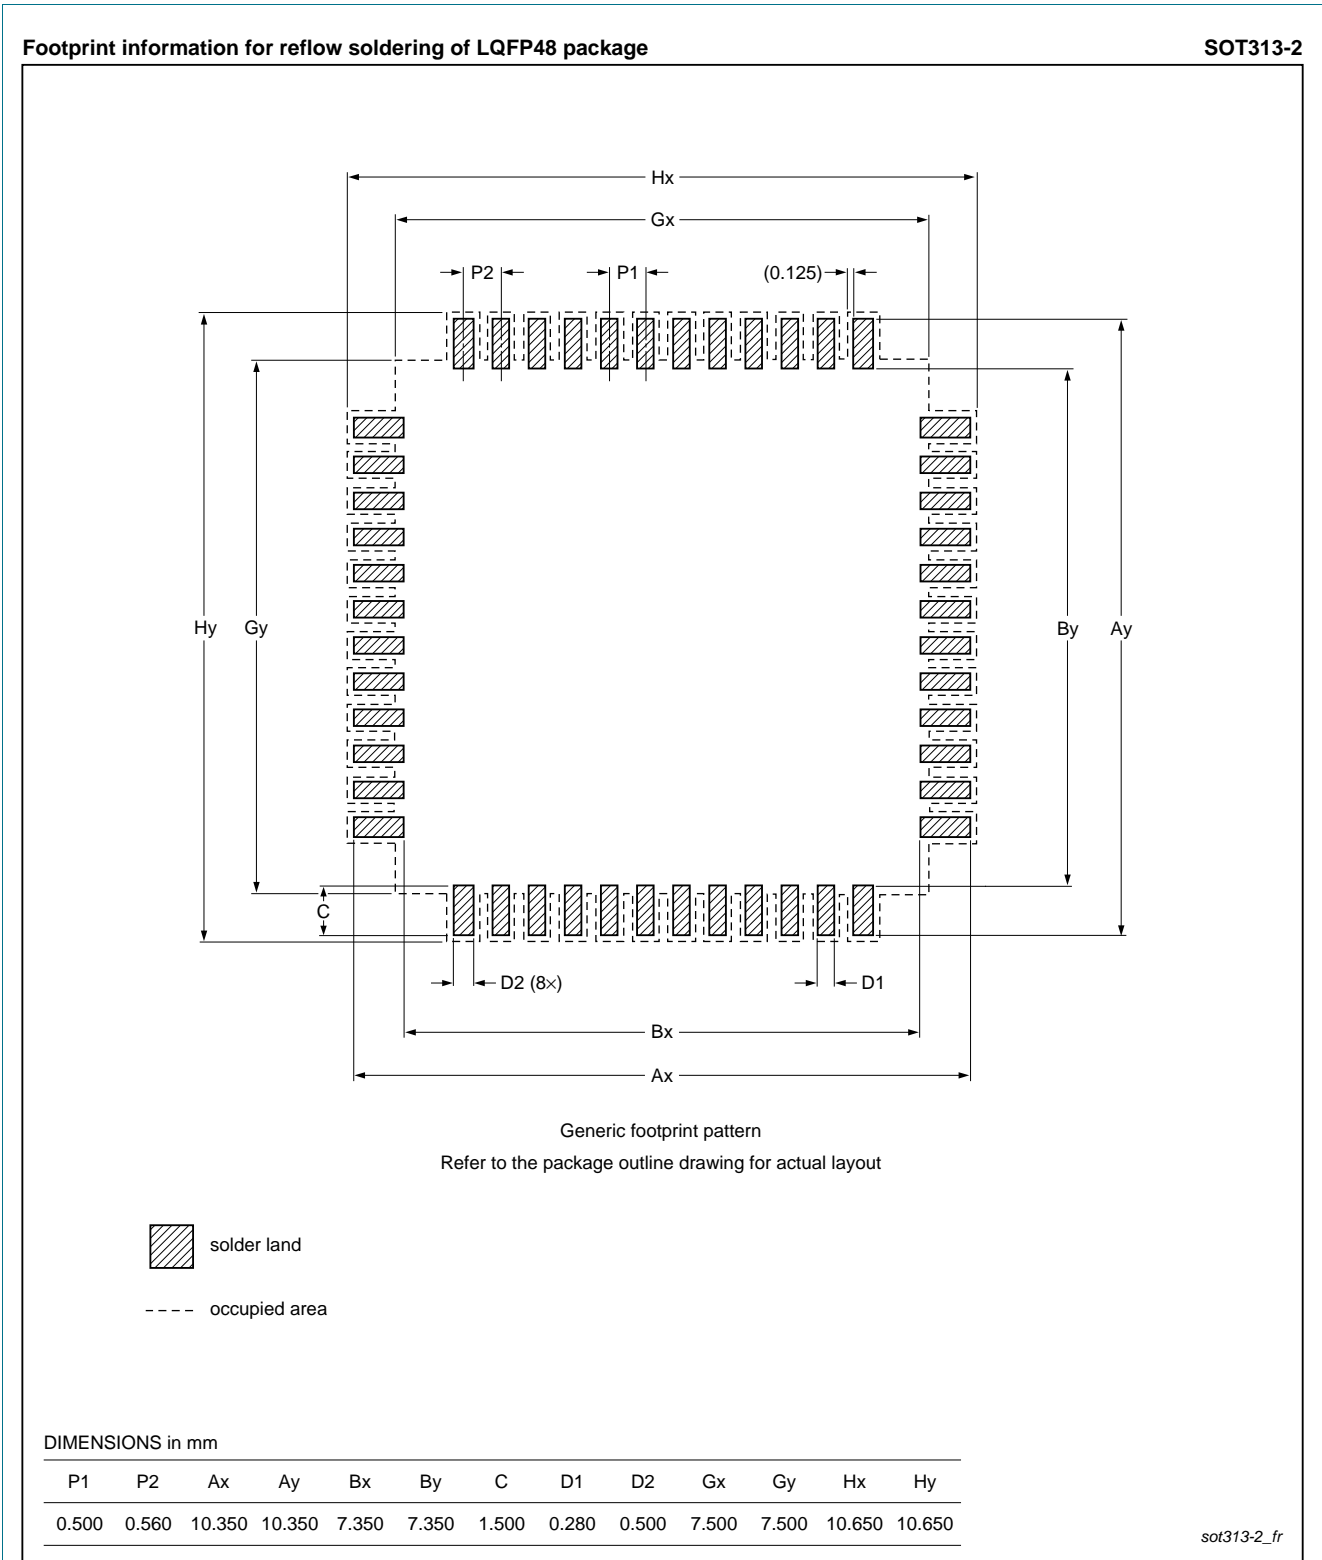 Footprint information for reflow soldering of LQFP48 package SOT313-2
Hx
Gx
P2 P1 (0.125)
Hy Gy By Ay
C
D2 (8×) D1
Bx
Ax
Generic footprint pattern
Refer to the package outline drawing for actual layout
solder land
occupied area
DIMENSIONS in mm
P1 P2 Ax Ay Bx By C D1 D2 Gx Gy Hx Hy
0.500 0.560 10.350 10.350 7.350 7.350 1.500 0.280 0.500 7.500 7.500 10.650 10.650
sot313-2_fr